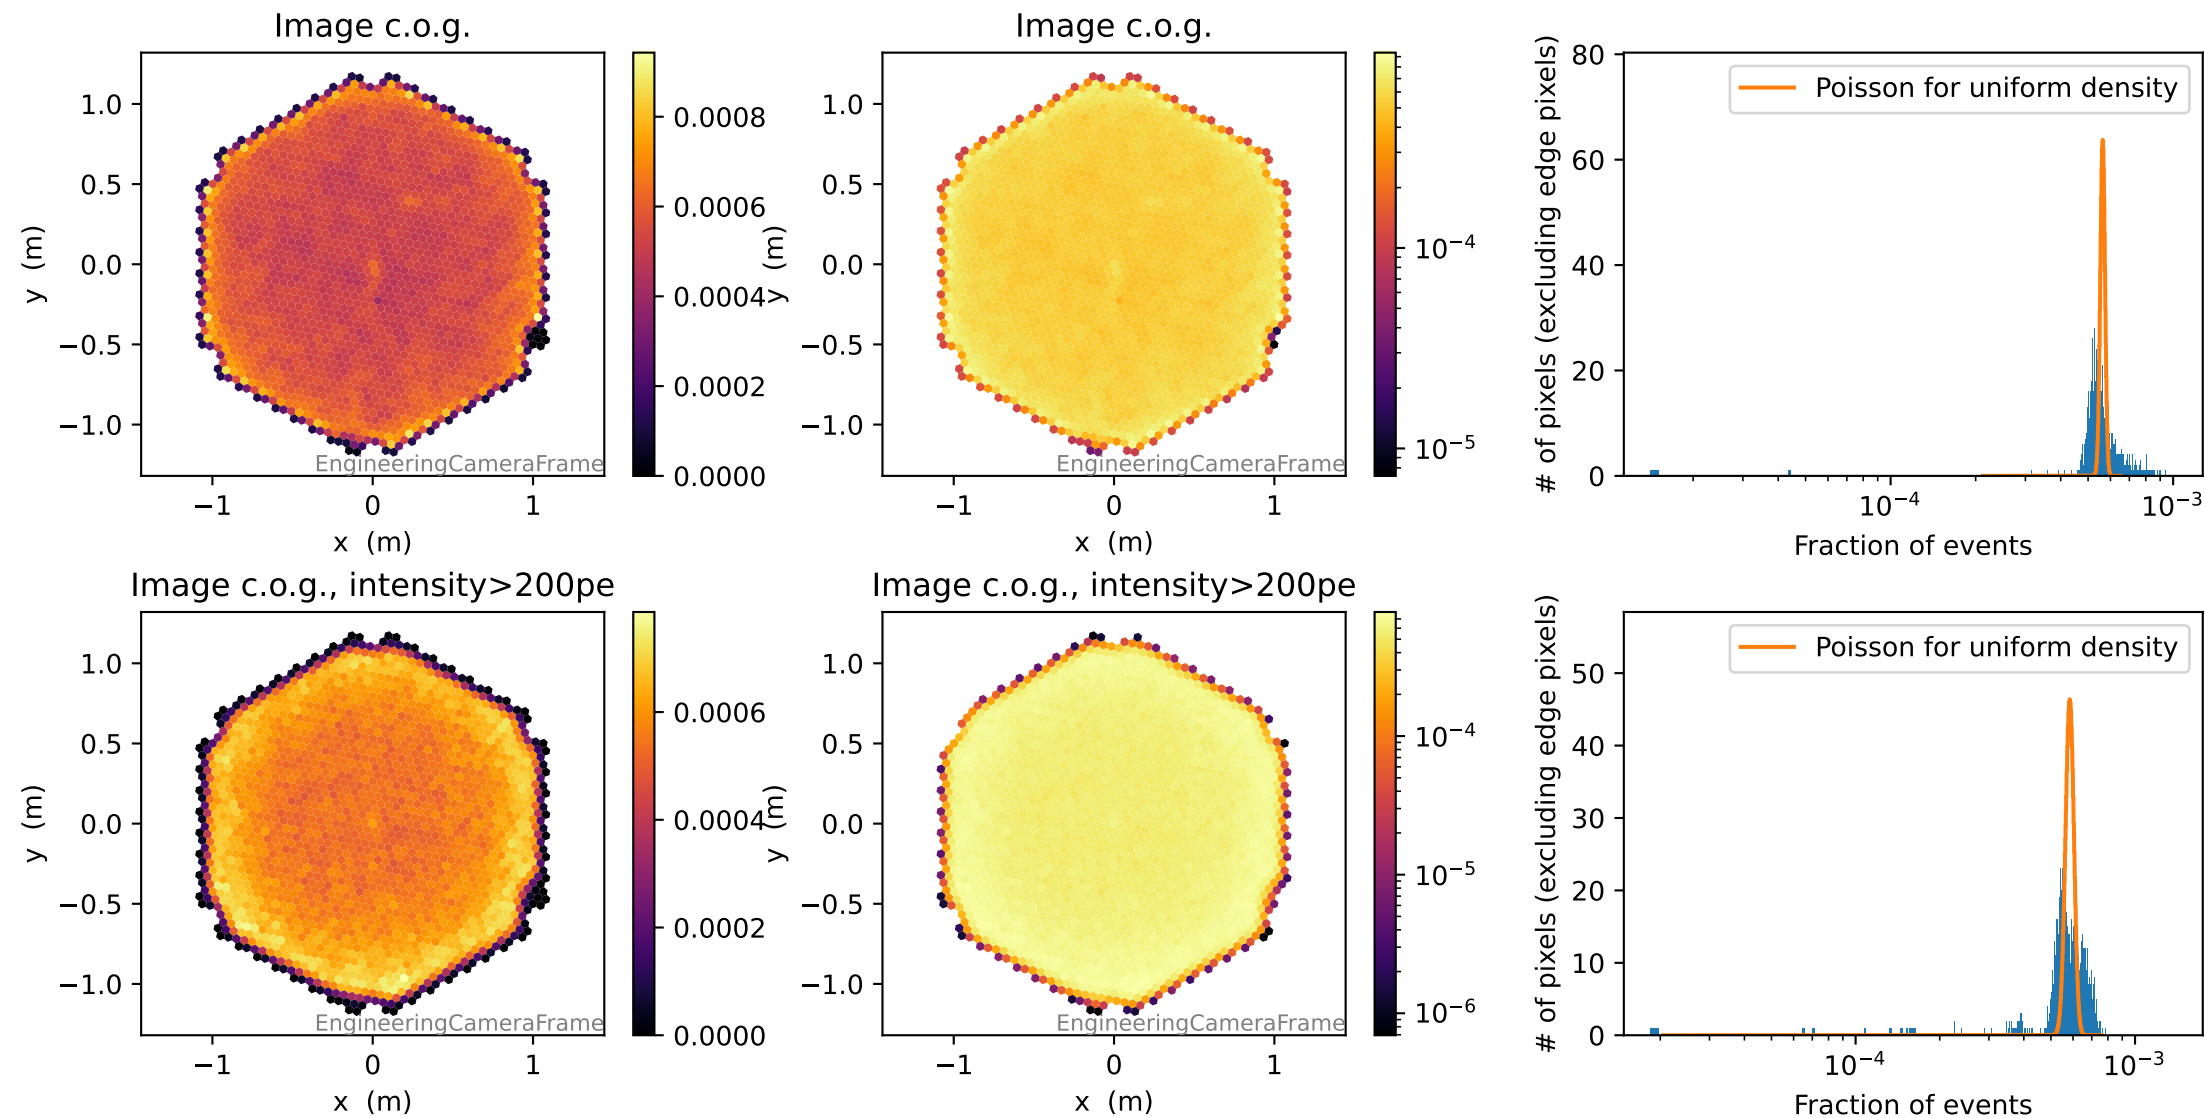 Image c.o.g.
1.0
0.5
0.0
−0.5
−1.0
y (m)
−1
0
1
x (m)
EngineeringCameraFrame
0.0008
0.0006
0.0004
0.0002
0.0000
Image c.o.g.
1.0
0.5
0.0
−0.5
−1.0
y (m)
−1
0
1
x (m)
EngineeringCameraFrame
10⁻⁴
10⁻⁵
# of pixels (excluding edge pixels)
80
60
40
20
0
Poisson for uniform density
10⁻⁴
10⁻³
Fraction of events
Image c.o.g., intensity>200pe
1.0
0.5
0.0
−0.5
−1.0
y (m)
−1
0
1
x (m)
EngineeringCameraFrame
0.0006
0.0004
0.0002
0.0000
Image c.o.g., intensity>200pe
1.0
0.5
0.0
−0.5
−1.0
y (m)
−1
0
1
x (m)
EngineeringCameraFrame
10⁻⁴
10⁻⁵
10⁻⁶
# of pixels (excluding edge pixels)
50
40
30
20
10
0
Poisson for uniform density
10⁻⁴
10⁻³
Fraction of events